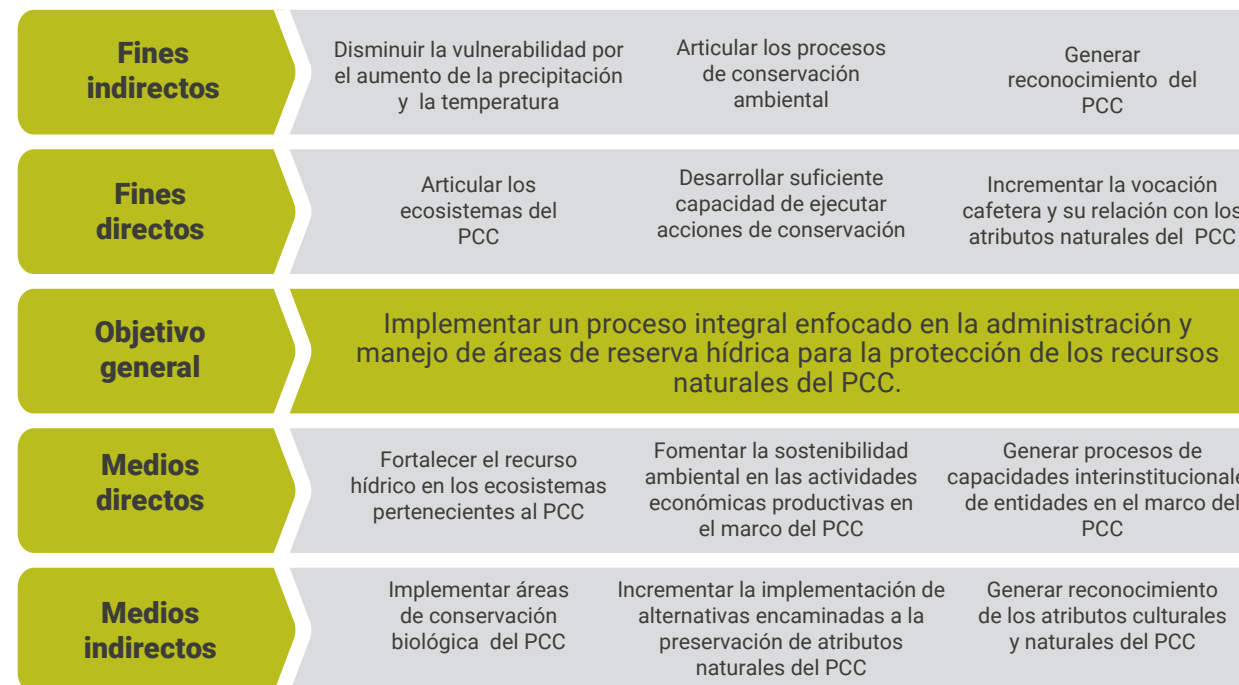 Fines
indirectos
Disminuir la vulnerabilidad por
el aumento de la precipitación
y la temperatura
Articular los procesos
de conservación
ambiental
Generar
reconocimiento del
PCC
Fines
directos
Articular los
ecosistemas del
PCC
Desarrollar suficiente
capacidad de ejecutar
acciones de conservación
Incrementar la vocación
cafetera y su relación con los
atributos naturales del PCC
Objetivo
general
Implementar un proceso integral enfocado en la administración y
manejo de áreas de reserva hídrica para la protección de los recursos
naturales del PCC.
Medios
directos
Fortalecer el recurso
hídrico en los ecosistemas
pertenecientes al PCC
Fomentar la sostenibilidad
ambiental en las actividades
económicas productivas en
el marco del PCC
Generar procesos de
capacidades interinstitucionale
de entidades en el marco del
PCC
Medios
indirectos
Implementar áreas
de conservación
biológica del PCC
Incrementar la implementación de
alternativas encaminadas a la
preservación de atributos
naturales del PCC
Generar reconocimiento
de los atributos culturales
y naturales del PCC